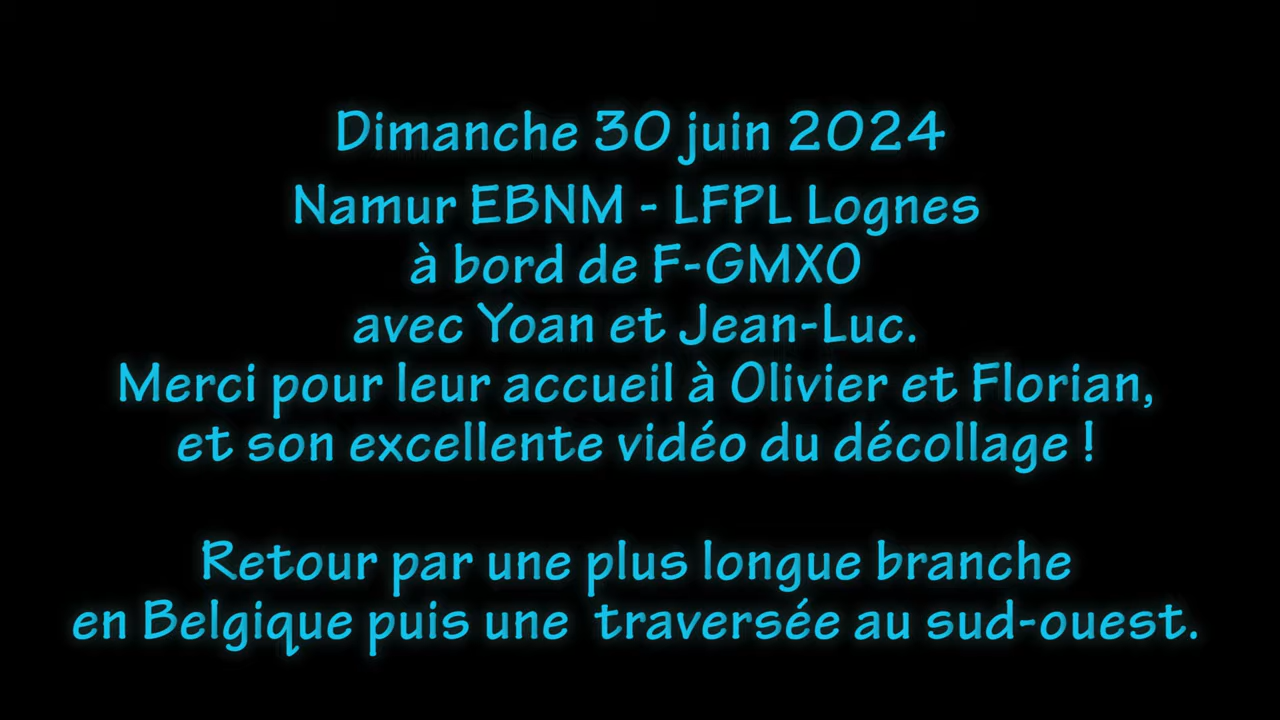 Dimanche 30 juin 2024
Namur EBNM - LFPL Lognes
à bord de F-GMXO
avec Yoan et Jean-Luc.
Merci pour leur accueil à Olivier et Florian,
et son excellente vidéo du décollage !
Retour par une plus longue branche
en Belgique puis une  traversée au sud-ouest.